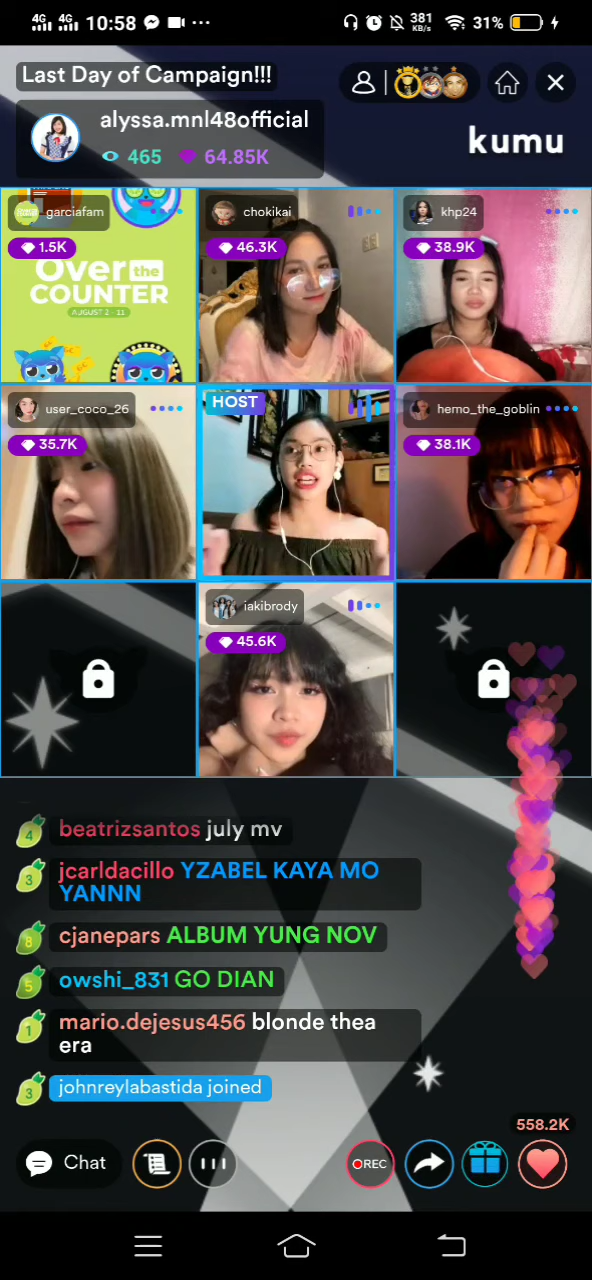 4G 4G 10:58 381 KB/s 31%
Last Day of Campaign!!!
alyssa.mnl48official
465 64.85K
kumu
garciafam
1.5K
Over the
COUNTER
AUGUST 2 - 11
chokikai
46.3K
khp24
38.9K
user_coco_26
35.7K
HOST
hemo_the_goblin
38.1K
iakibrody
45.6K
4 beatrizsantos july mv
3 jcarldacillo YZABEL KAYA MO
YANNN
8 cjanepars ALBUM YUNG NOV
5 owshi_831 GO DIAN
1 mario.dejesus456 blonde thea
era
3 johnreylabastida joined
558.2K
Chat
REC